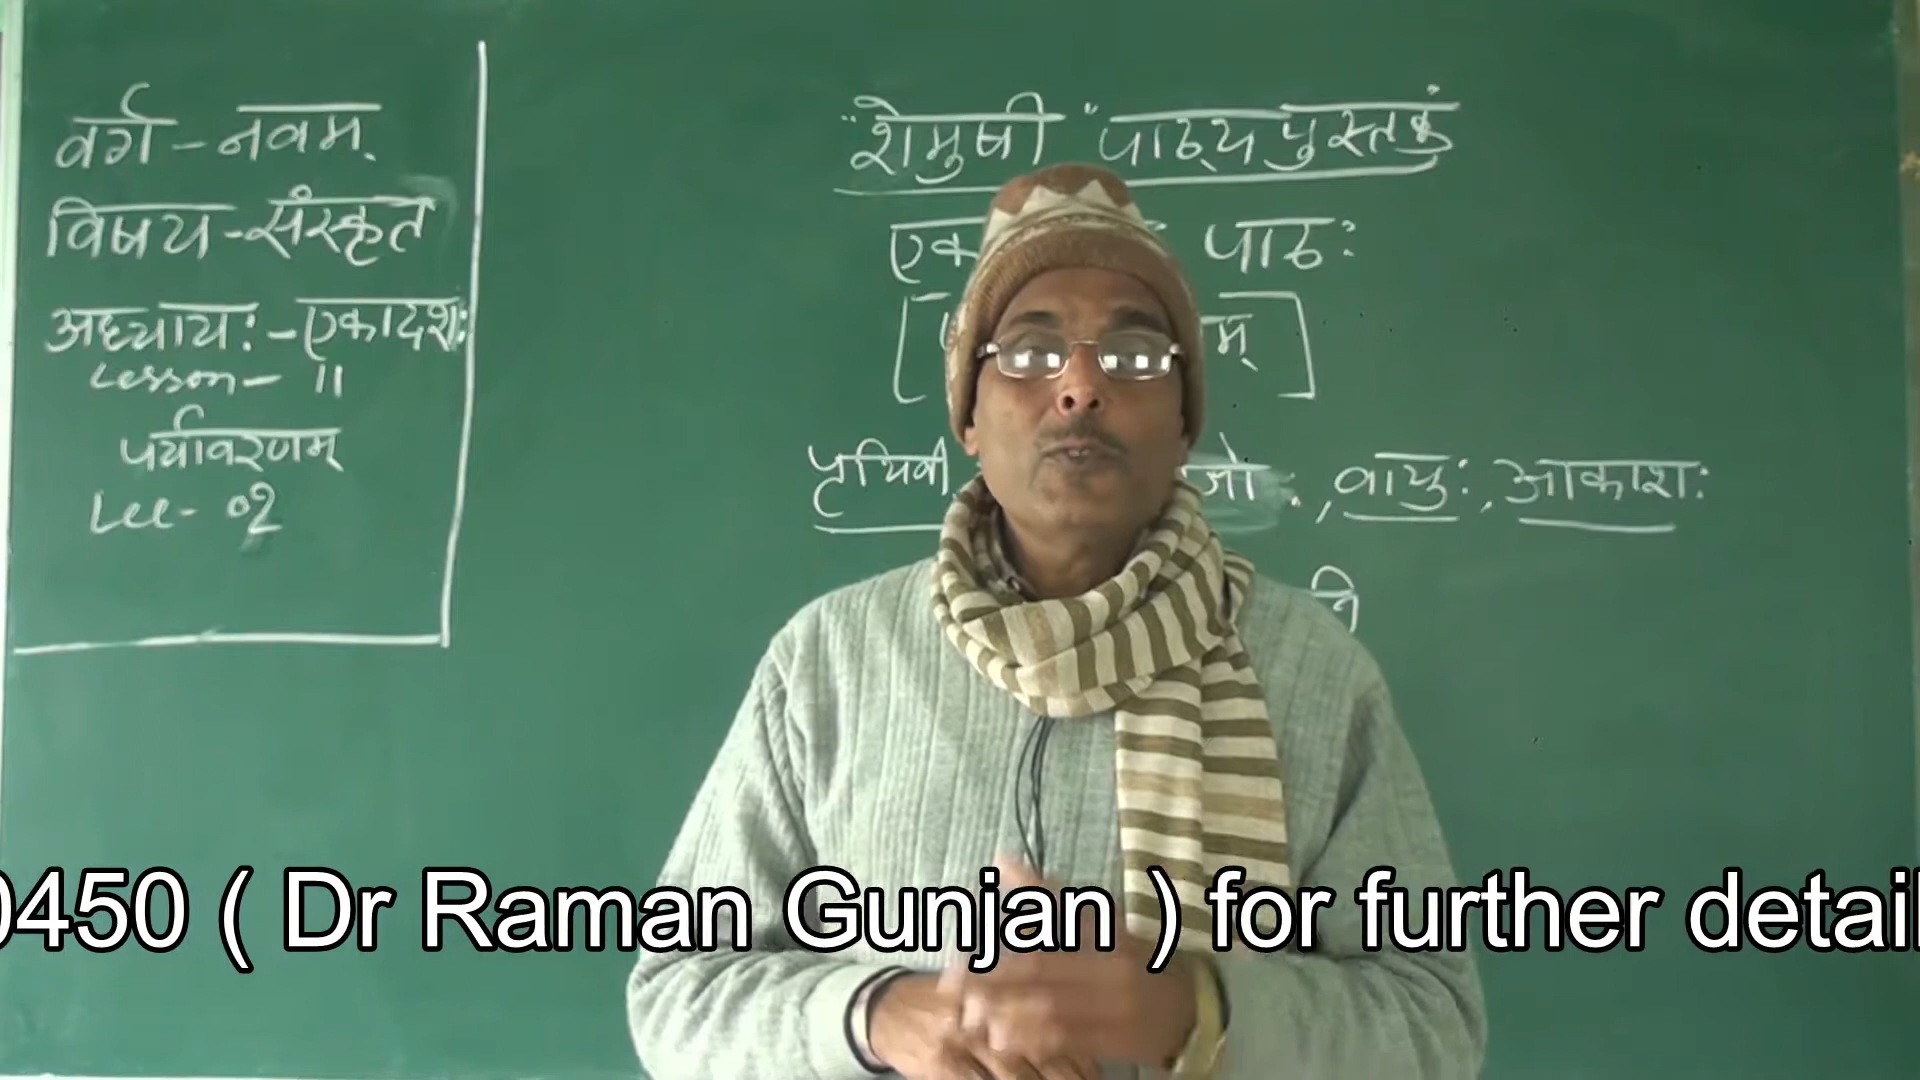 वर्ग - नवम्
विषय - संस्कृत
अध्यायः - एकादशः
Lesson - 11
पर्यावरणम्
Lec - 02
"शेमुषी" पाठ्यपुस्तकं
पाठः
[ म् ]
पृथिवी , वायुः , आकाशः
0450 ( Dr Raman Gunjan ) for further detail